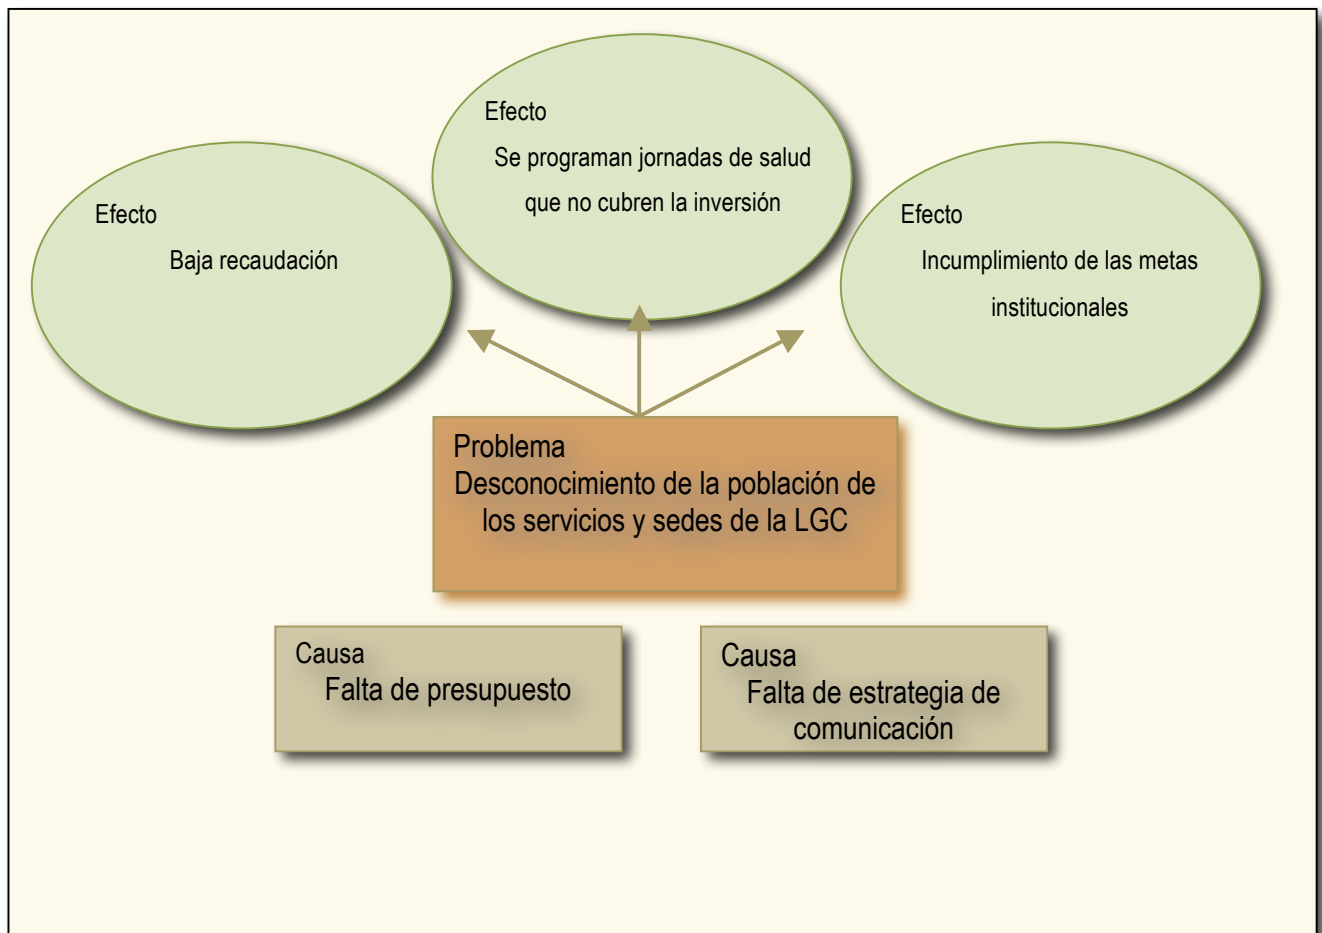 Efecto
Se programan jornadas de salud
que no cubren la inversión
Efecto
Baja recaudación
Efecto
Incumplimiento de las metas
institucionales
Problema
Desconocimiento de la población de
los servicios y sedes de la LGC
Causa
Falta de presupuesto
Causa
Falta de estrategia de
comunicación